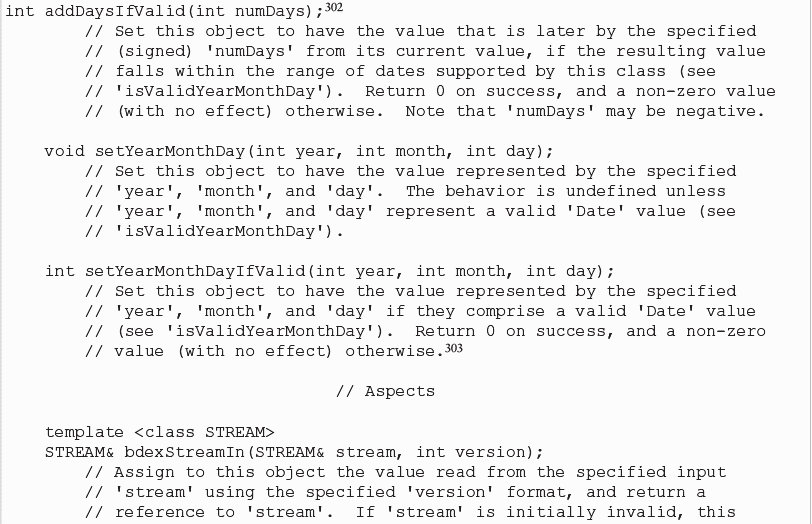 int addDaysIfValid(int numDays);302
// Set this object to have the value that is later by the specified
// (signed) 'numDays' from its current value, if the resulting value
// falls within the range of dates supported by this class (see
// 'isValidYearMonthDay').  Return 0 on success, and a non-zero value
// (with no effect) otherwise.  Note that 'numDays' may be negative.
void setYearMonthDay(int year, int month, int day);
// Set this object to have the value represented by the specified
// 'year', 'month', and 'day'.  The behavior is undefined unless
// 'year', 'month', and 'day' represent a valid 'Date' value (see
// 'isValidYearMonthDay').
int setYearMonthDayIfValid(int year, int month, int day);
// Set this object to have the value represented by the specified
// 'year', 'month', and 'day' if they comprise a valid 'Date' value
// (see 'isValidYearMonthDay').  Return 0 on success, and a non-zero
// value (with no effect) otherwise.303
// Aspects
template <class STREAM>
STREAM& bdexStreamIn(STREAM& stream, int version);
// Assign to this object the value read from the specified input
// 'stream' using the specified 'version' format, and return a
// reference to 'stream'.  If 'stream' is initially invalid, this